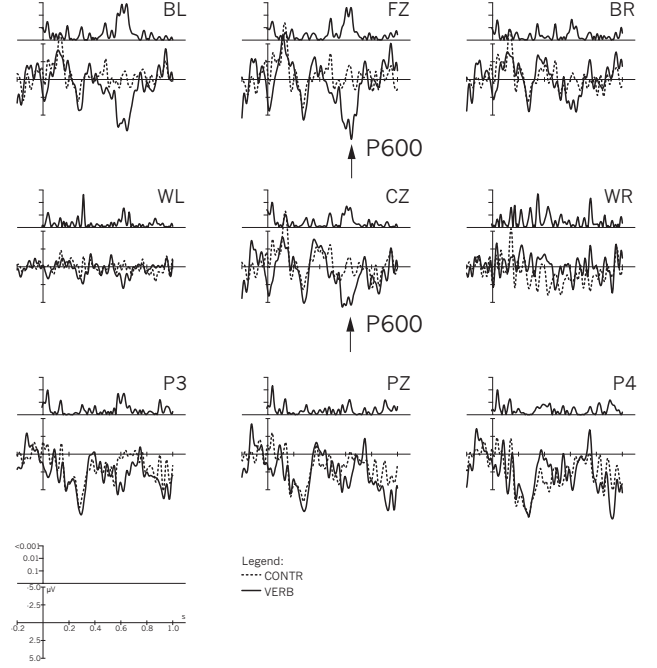 BL FZ BR
P600
WL CZ WR
P600
P3 PZ P4
<0.001
0.01
0.1
-5.0 µV
-2.5
s
-0.2 0.2 0.4 0.6 0.8 1.0
2.5
5.0
Legend:
CONTR
VERB